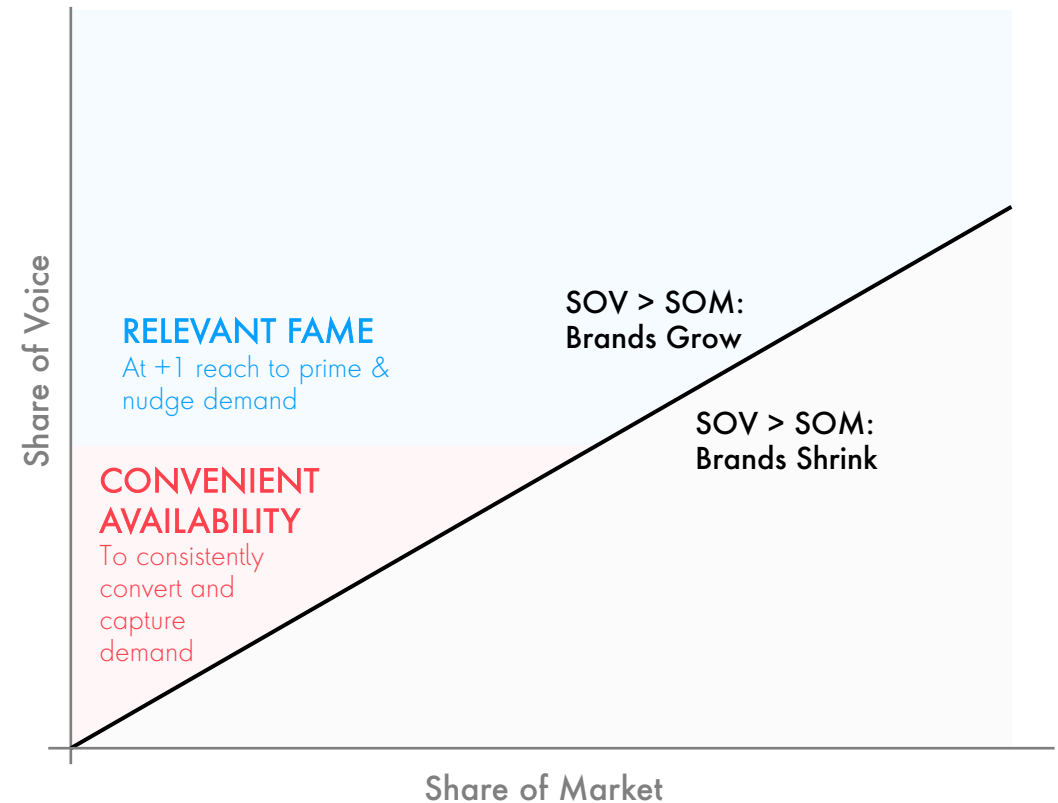 Share of Voice
SOV > SOM:
Brands Grow
RELEVANT FAME
At +1 reach to prime &
nudge demand
SOV > SOM:
Brands Shrink
CONVENIENT
AVAILABILITY
To consistently
convert and
capture
demand
Share of Market